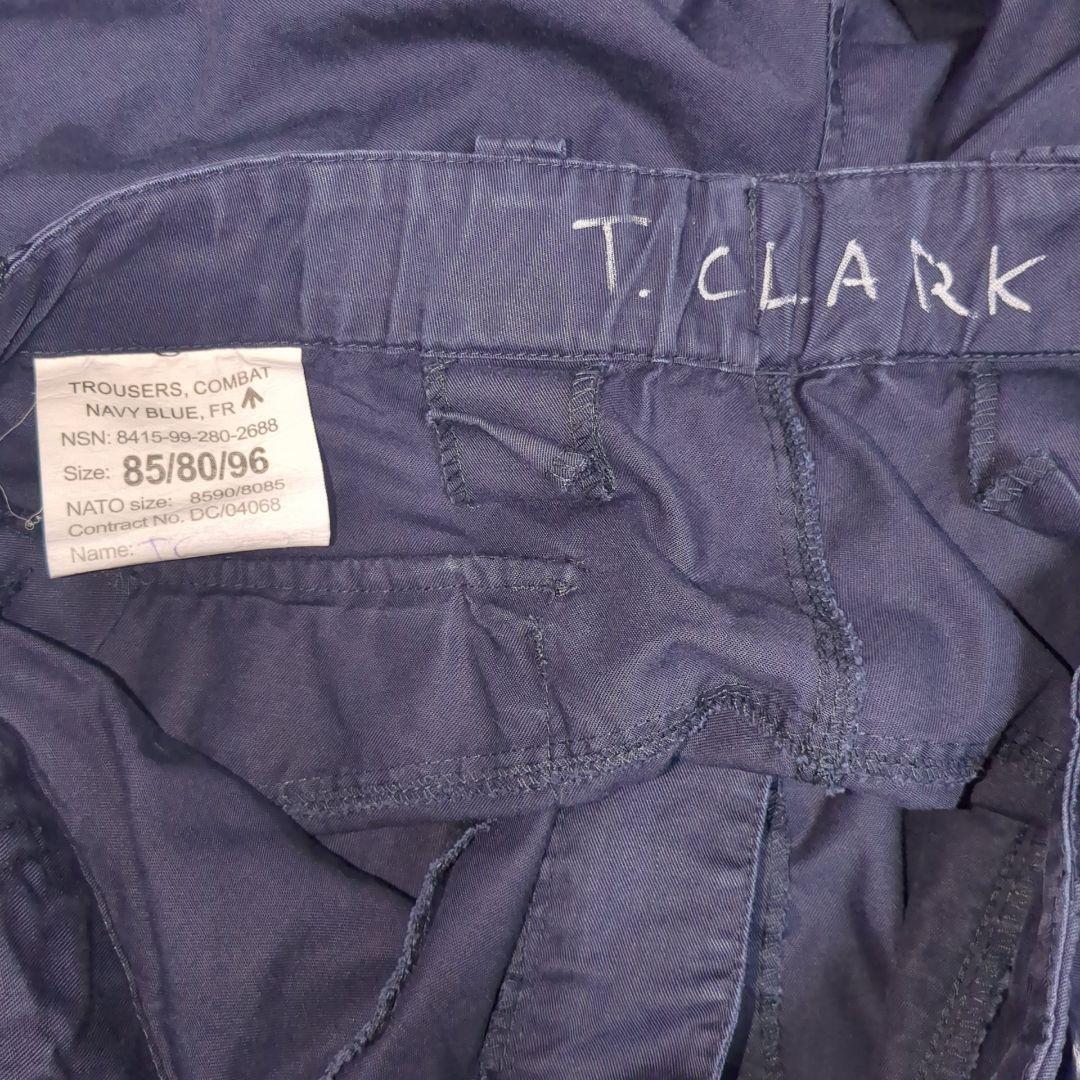 T. CLARK
TROUSERS, COMBAT
NAVY BLUE, FR
NSN: 8415-99-280-2688
Size: 85/80/96
NATO size: 8590/8085
Contract No. DC/04068
Name: